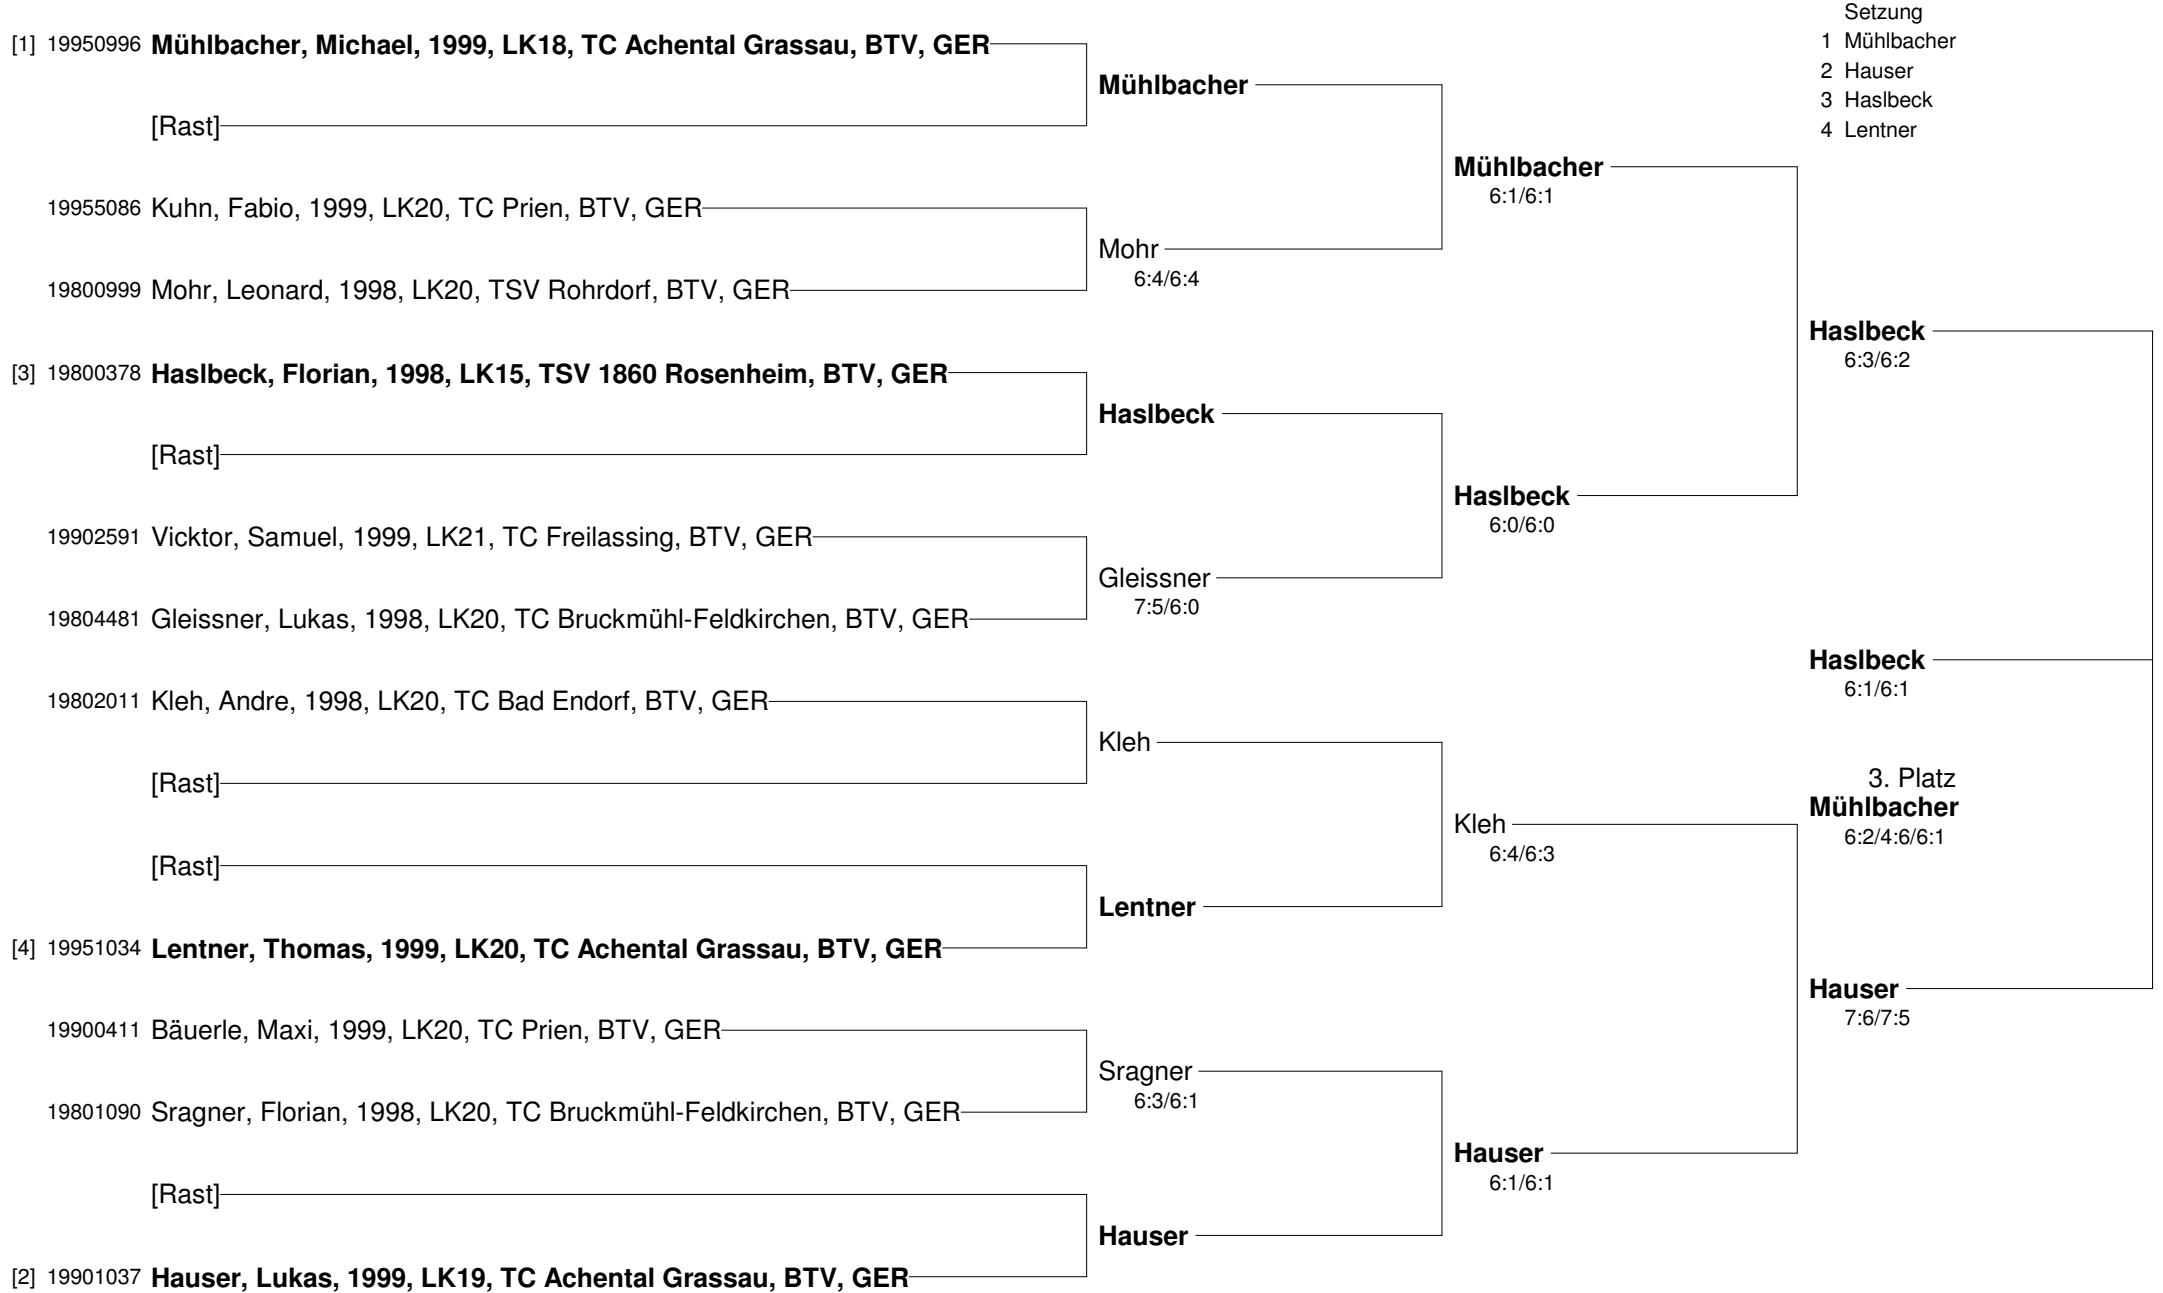 Setzung
1 Mühlbacher
2 Hauser
3 Haslbeck
4 Lentner
[1] 19950996 Mühlbacher, Michael, 1999, LK18, TC Achental Grassau, BTV, GER
[Rast]
19955086 Kuhn, Fabio, 1999, LK20, TC Prien, BTV, GER
19800999 Mohr, Leonard, 1998, LK20, TSV Rohrdorf, BTV, GER
[3] 19800378 Haslbeck, Florian, 1998, LK15, TSV 1860 Rosenheim, BTV, GER
[Rast]
19902591 Vicktor, Samuel, 1999, LK21, TC Freilassing, BTV, GER
19804481 Gleissner, Lukas, 1998, LK20, TC Bruckmühl-Feldkirchen, BTV, GER
19802011 Kleh, Andre, 1998, LK20, TC Bad Endorf, BTV, GER
[Rast]
[Rast]
[4] 19951034 Lentner, Thomas, 1999, LK20, TC Achental Grassau, BTV, GER
19900411 Bäuerle, Maxi, 1999, LK20, TC Prien, BTV, GER
19801090 Sragner, Florian, 1998, LK20, TC Bruckmühl-Feldkirchen, BTV, GER
[Rast]
[2] 19901037 Hauser, Lukas, 1999, LK19, TC Achental Grassau, BTV, GER
Mühlbacher
Mohr
6:4/6:4
Haslbeck
Gleissner
7:5/6:0
Kleh
Lentner
Sragner
6:3/6:1
Hauser
Mühlbacher
6:1/6:1
Haslbeck
6:0/6:0
Kleh
6:4/6:3
Hauser
6:1/6:1
Haslbeck
6:3/6:2
Haslbeck
6:1/6:1
3. Platz
Mühlbacher
6:2/4:6/6:1
Hauser
7:6/7:5